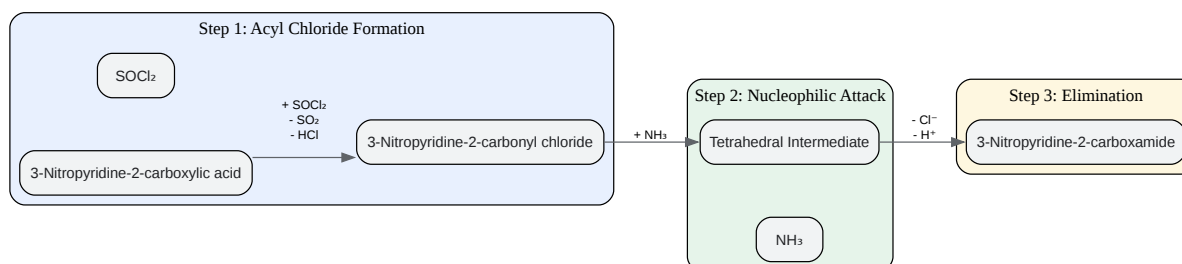 Step 1: Acyl Chloride Formation
SOCl₂
+ SOCl₂
- SO₂
- HCl
3-Nitropyridine-2-carboxylic acid
3-Nitropyridine-2-carbonyl chloride
+ NH₃
Step 2: Nucleophilic Attack
Tetrahedral Intermediate
NH₃
- Cl⁻
- H⁺
Step 3: Elimination
3-Nitropyridine-2-carboxamide